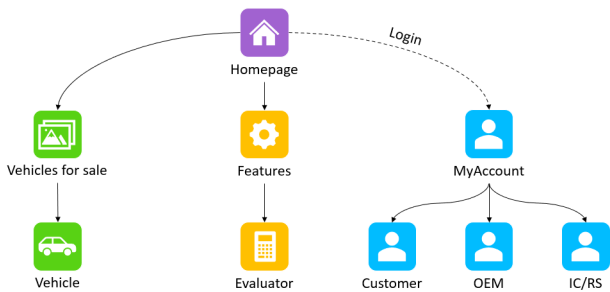 Login
Homepage
Vehicles for sale
Features
MyAccount
Vehicle
Evaluator
Customer
OEM
IC/RS